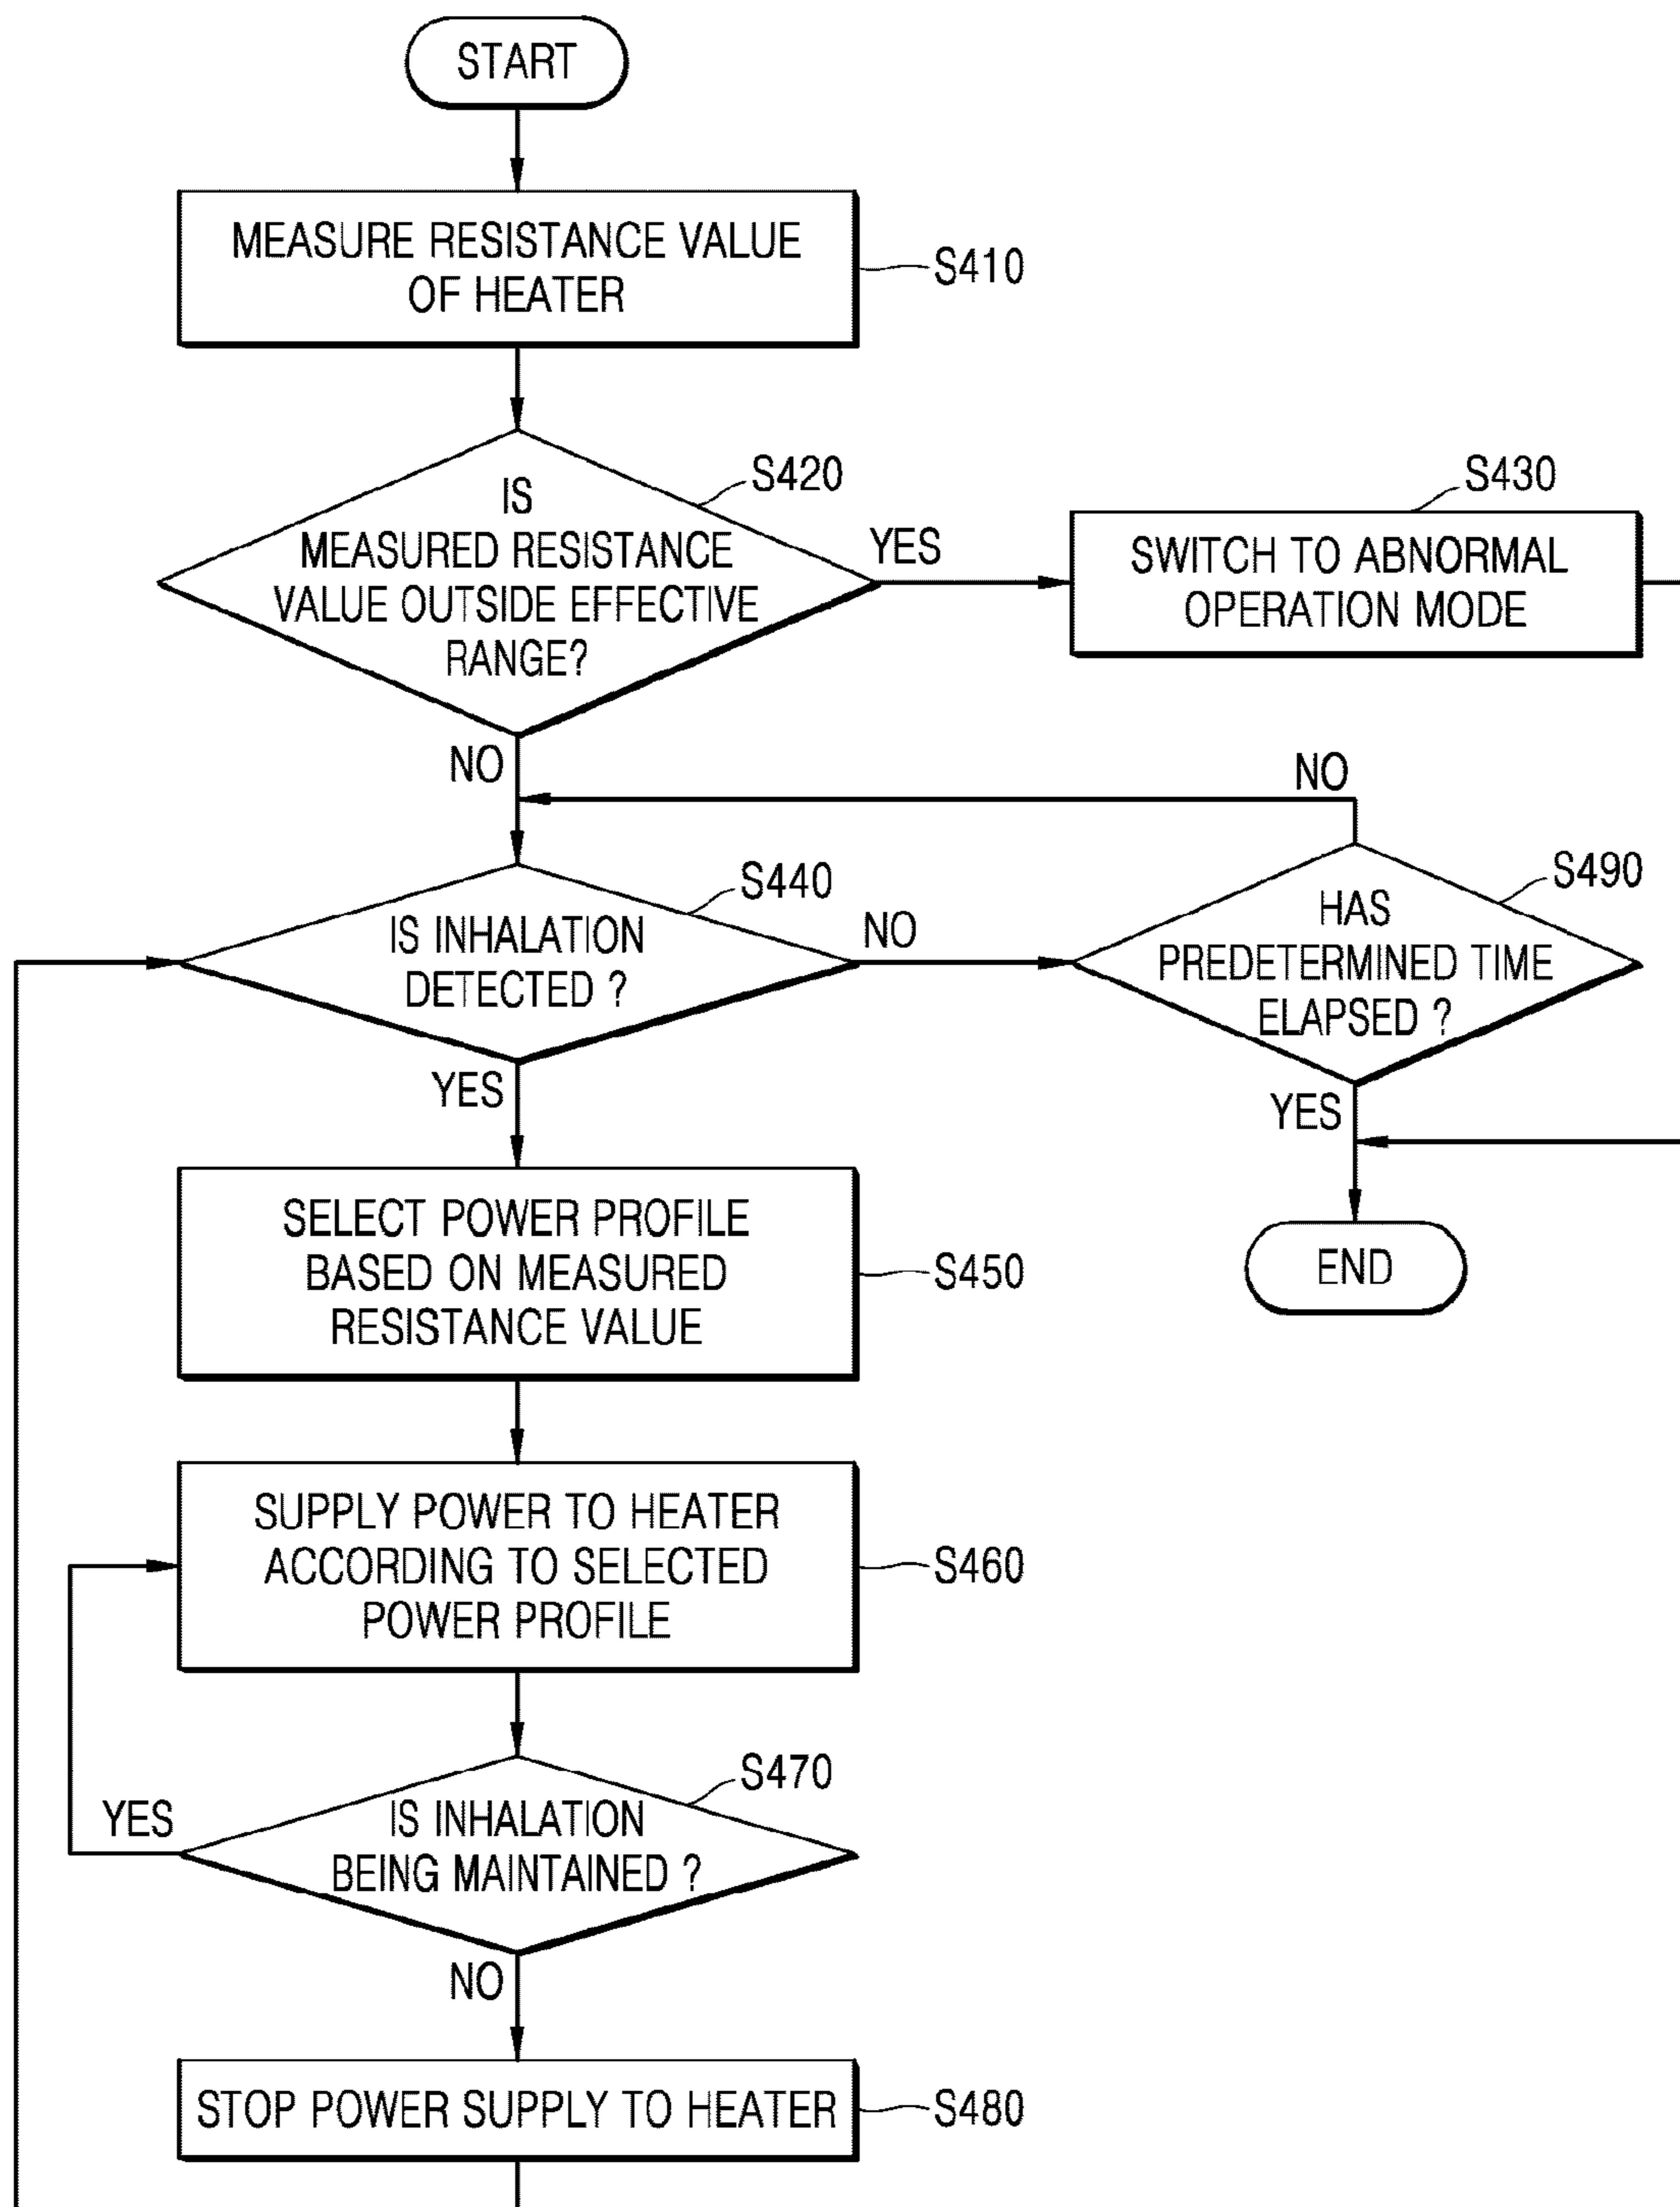 START
MEASURE RESISTANCE VALUE
OF HEATER
S410
S420
IS
MEASURED RESISTANCE
VALUE OUTSIDE EFFECTIVE
RANGE?
YES
S430
SWITCH TO ABNORMAL
OPERATION MODE
NO
NO
S440
IS INHALATION
DETECTED ?
NO
S490
HAS
PREDETERMINED TIME
ELAPSED ?
YES
YES
END
SELECT POWER PROFILE
BASED ON MEASURED
RESISTANCE VALUE
S450
SUPPLY POWER TO HEATER
ACCORDING TO SELECTED
POWER PROFILE
S460
S470
IS INHALATION
BEING MAINTAINED ?
YES
NO
STOP POWER SUPPLY TO HEATER
S480